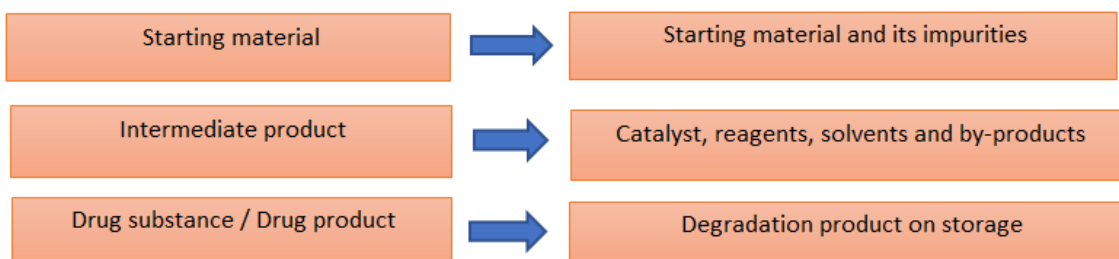 Starting material
Starting material and its impurities
Intermediate product
Catalyst, reagents, solvents and by-products
Drug substance / Drug product
Degradation product on storage